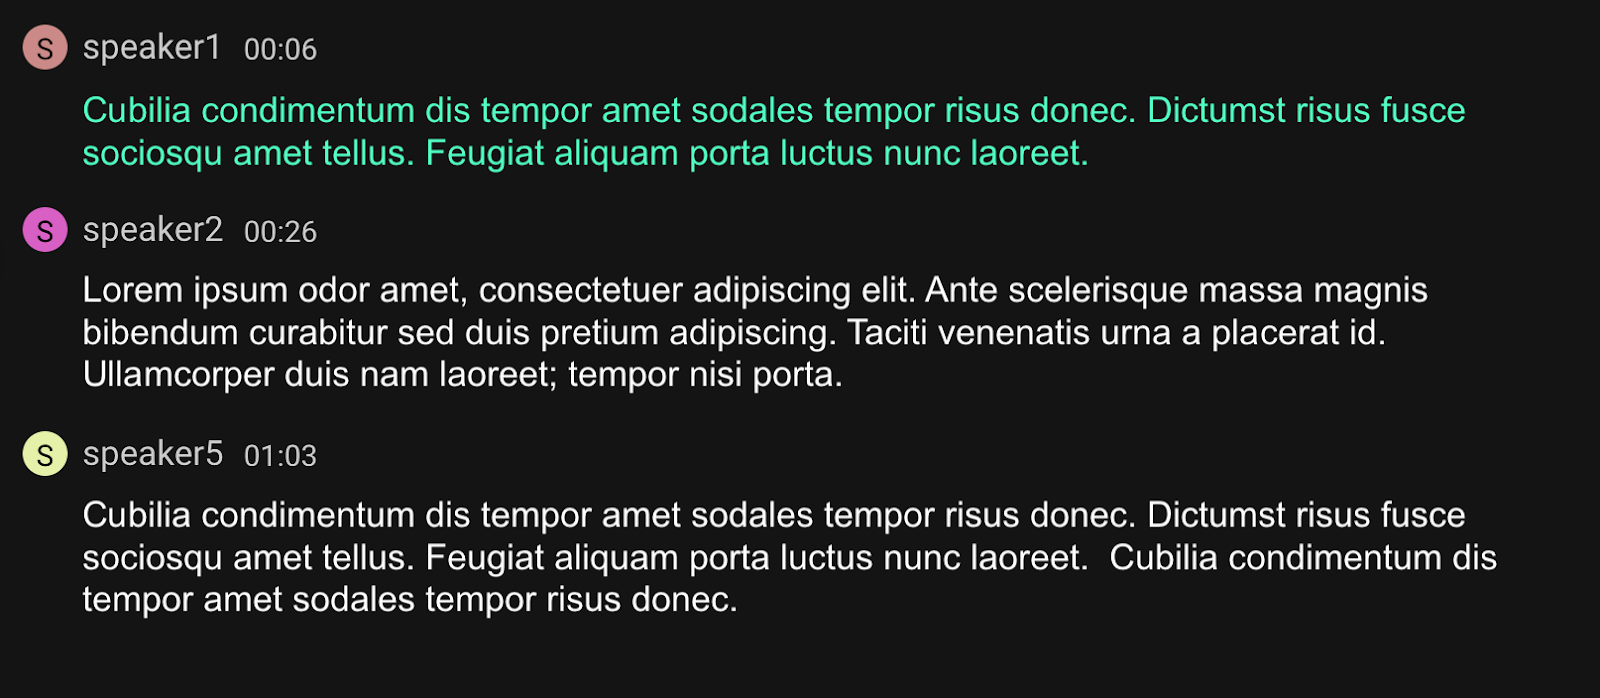 S speaker1 00:06
Cubilia condimentum dis tempor amet sodales tempor risus donec. Dictumst risus fusce
sociosqu amet tellus. Feugiat aliquam porta luctus nunc laoreet.
S speaker2 00:26
Lorem ipsum odor amet, consectetuer adipiscing elit. Ante scelerisque massa magnis
bibendum curabitur sed duis pretium adipiscing. Taciti venenatis urna a placerat id.
Ullamcorper duis nam laoreet; tempor nisi porta.
S speaker5 01:03
Cubilia condimentum dis tempor amet sodales tempor risus donec. Dictumst risus fusce
sociosqu amet tellus. Feugiat aliquam porta luctus nunc laoreet.  Cubilia condimentum dis
tempor amet sodales tempor risus donec.